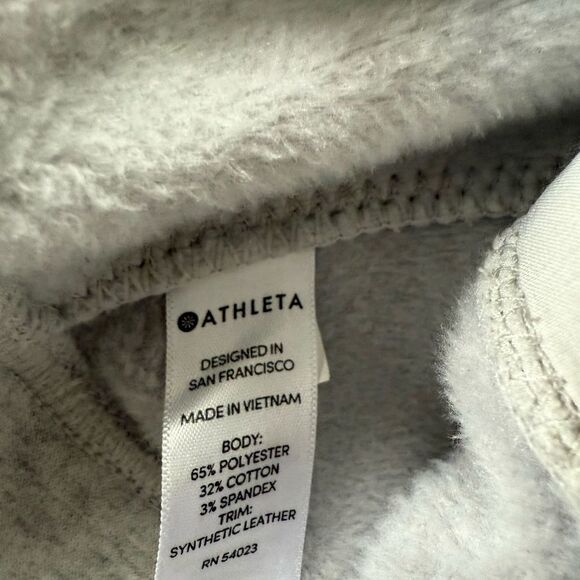 ATHLETA
DESIGNED IN
SAN FRANCISCO
MADE IN VIETNAM
BODY:
65% POLYESTER
32% COTTON
3% SPANDEX
TRIM:
SYNTHETIC LEATHER
RN 54023